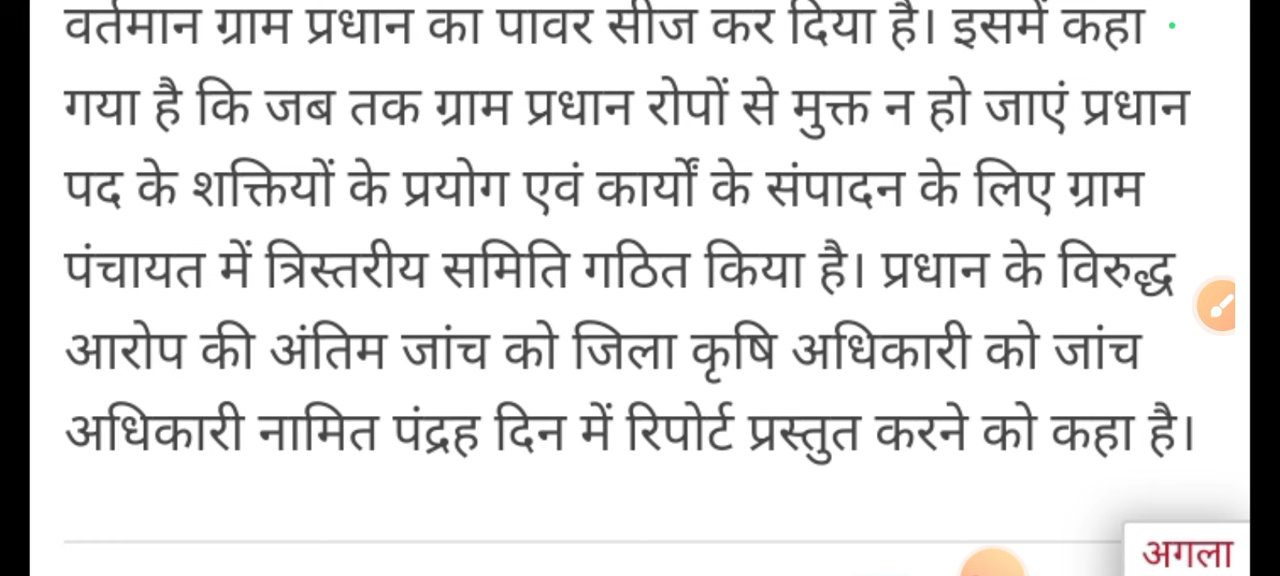 वर्तमान ग्राम प्रधान का पावर सीज कर दिया है। इसमें कहा
गया है कि जब तक ग्राम प्रधान रोपों से मुक्त न हो जाएं प्रधान
पद के शक्तियों के प्रयोग एवं कार्यों के संपादन के लिए ग्राम
पंचायत में त्रिस्तरीय समिति गठित किया है। प्रधान के विरुद्ध
आरोप की अंतिम जांच को जिला कृषि अधिकारी को जांच
अधिकारी नामित पंद्रह दिन में रिपोर्ट प्रस्तुत करने को कहा है।
अगला